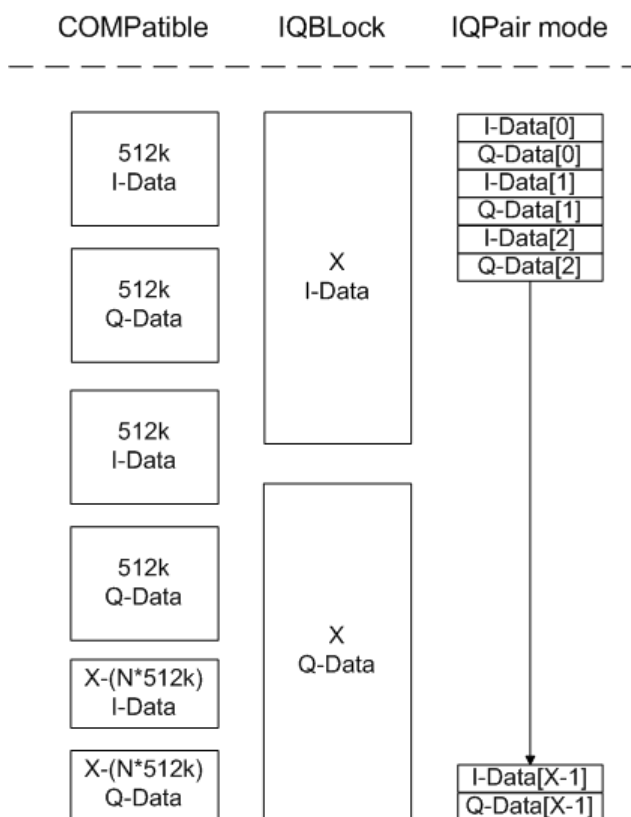 COMPatible
IQBLock
IQPair mode
512k
I-Data
512k
Q-Data
512k
I-Data
512k
Q-Data
X-(N*512k)
I-Data
X-(N*512k)
Q-Data
X
I-Data
X
Q-Data
I-Data[0]
Q-Data[0]
I-Data[1]
Q-Data[1]
I-Data[2]
Q-Data[2]
I-Data[X-1]
Q-Data[X-1]